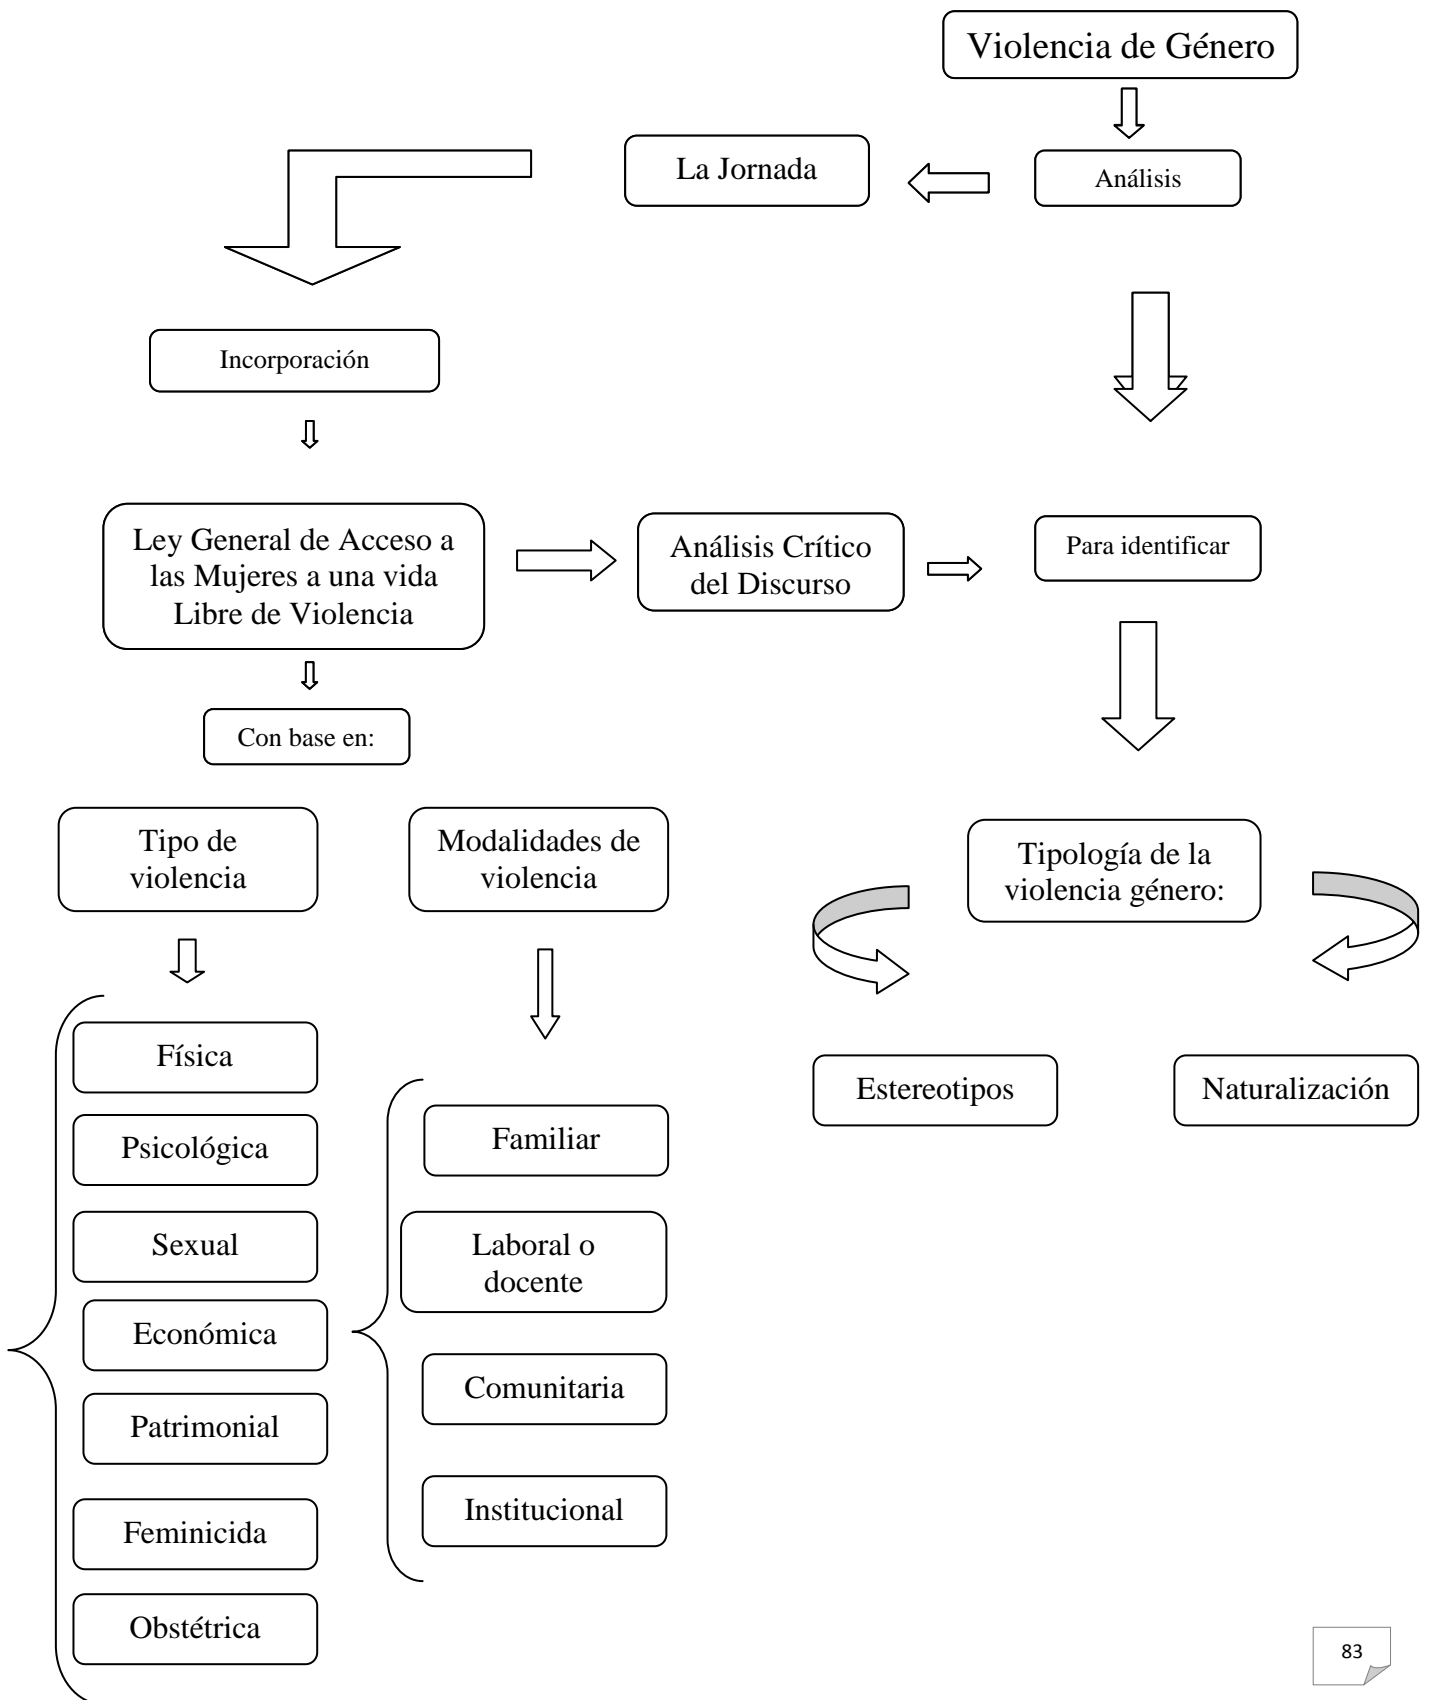 Violencia de Género
La Jornada
Análisis
Incorporación
Ley General de Acceso a
las Mujeres a una vida
Libre de Violencia
Análisis Crítico
del Discurso
Para identificar
Con base en:
Tipo de
violencia
Modalidades de
violencia
Tipología de la
violencia género:
Física
Psicológica
Sexual
Económica
Patrimonial
Feminicida
Obstétrica
Familiar
Laboral o
docente
Comunitaria
Institucional
Estereotipos
Naturalización
83